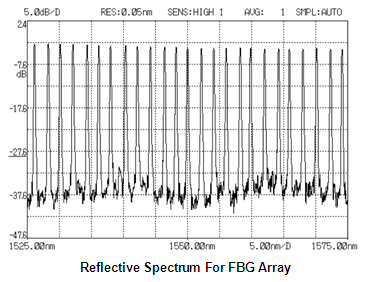 5.0dB/D RES:0.05nm SENS:HIGH 1 AVG: 1 SMPL:AUTO
2.4
-7.6
dB
-17.6
-27.6
-37.6
-47.6
1525.00nm 1550.00nm 5.00nm/D 1575.00nm
Reflective Spectrum For FBG Array